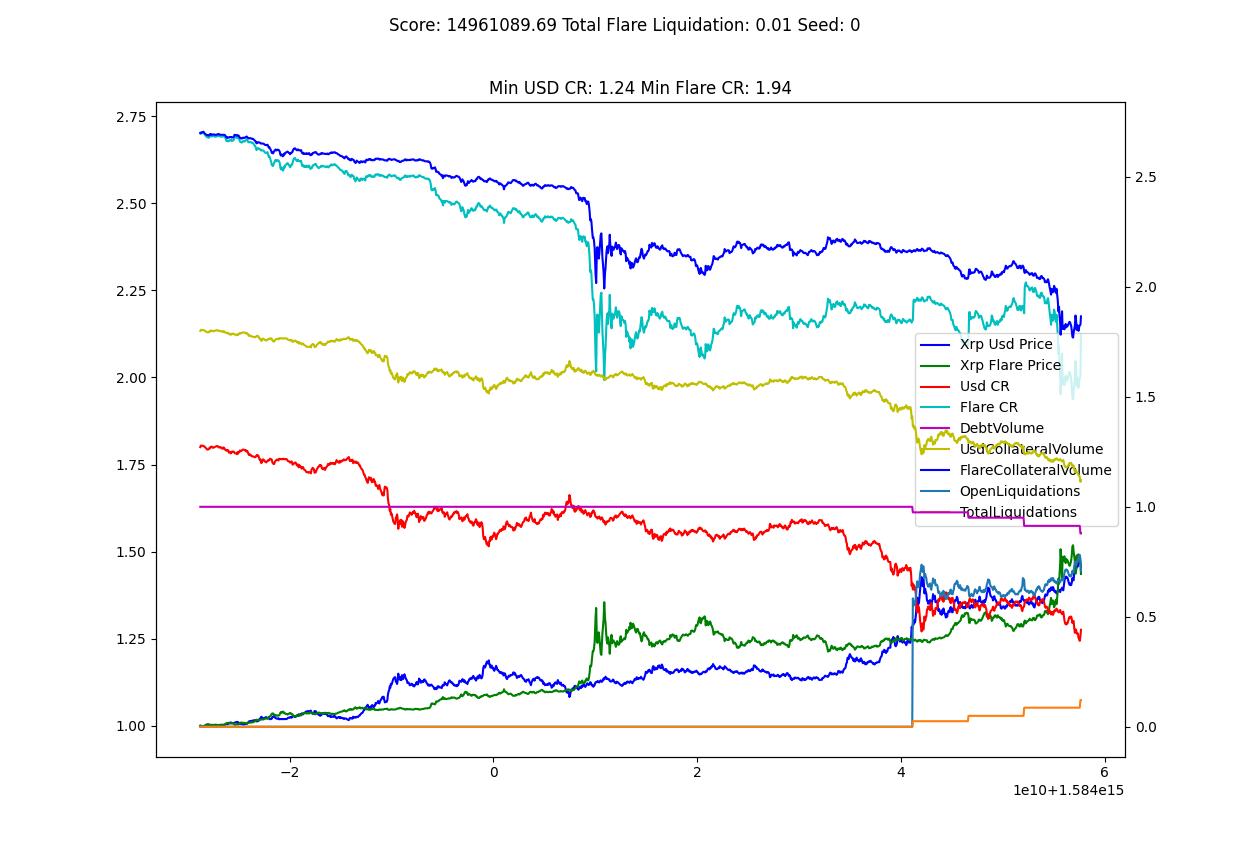 Score: 14961089.69 Total Flare Liquidation: 0.01 Seed: 0
Min USD CR: 1.24 Min Flare CR: 1.94
2.75
2.50
2.25
2.00
1.75
1.50
1.25
1.00
2.5
2.0
1.5
1.0
0.5
0.0
Xrp Usd Price
Xrp Flare Price
Usd CR
Flare CR
DebtVolume
UsdCollateralVolume
FlareCollateralVolume
OpenLiquidations
TotalLiquidations
−2
0
2
4
6
1e10+1.584e15